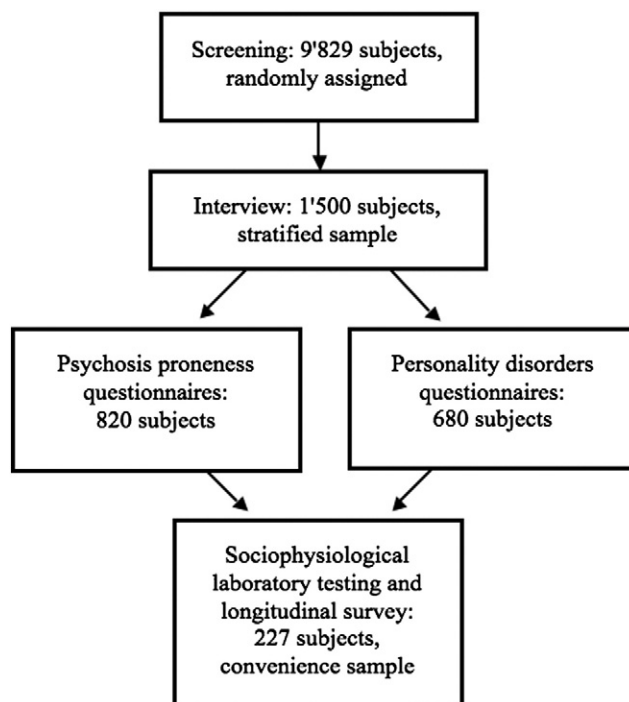 Screening: 9'829 subjects,
randomly assigned
Interview: 1'500 subjects,
stratified sample
Psychosis proneness
questionnaires:
820 subjects
Personality disorders
questionnaires:
680 subjects
Sociophysiological
laboratory testing and
longitudinal survey:
227 subjects,
convenience sample